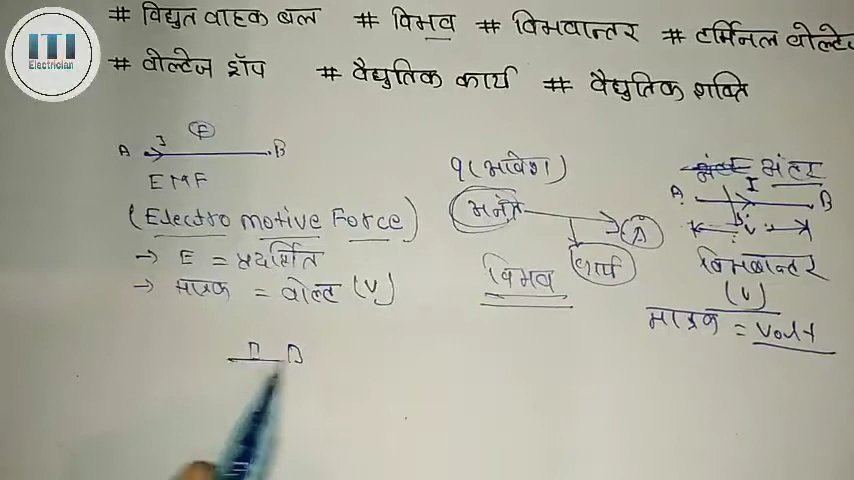 ITI
Electrician
# विद्युत वाहक बल # विभव # विभवान्तर # टर्मिनल वोल्टेज
# वोल्टेज ड्रॉप # वैद्युतिक कार्य # वैद्युतिक शक्ति
A E B
EMF
(Electro motive Force)
→ E = प्रदर्शित
→ मात्रक = वोल्ट (V)
q (आवेश)
अनंत A
कार्य
विभव
अंतर
A I B
V
विभवान्तर
(V)
मात्रक = Volt